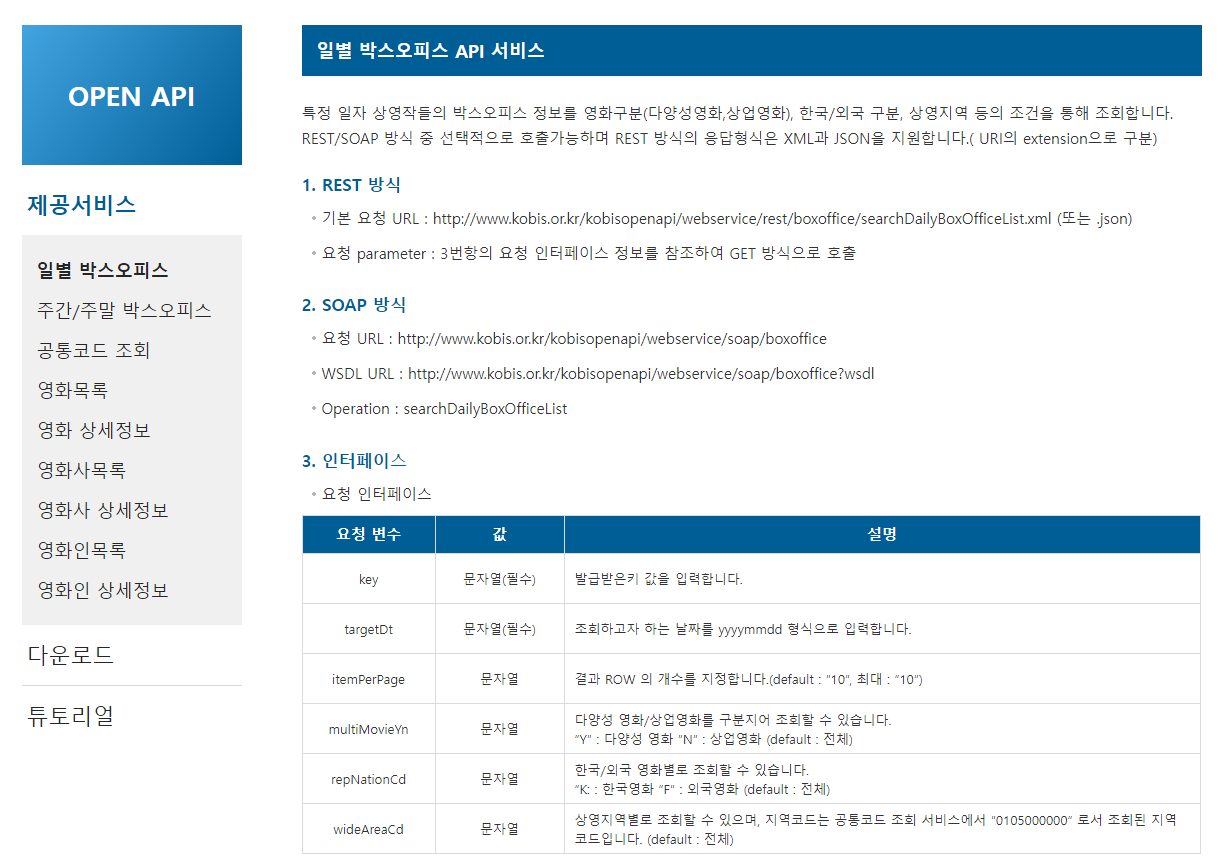 OPEN API
제공서비스
일별 박스오피스
주간/주말 박스오피스
공통코드 조회
영화목록
영화 상세정보
영화사목록
영화사 상세정보
영화인목록
영화인 상세정보
다운로드
튜토리얼
일별 박스오피스 API 서비스
특정 일자 상영작들의 박스오피스 정보를 영화구분(다양성영화,상업영화), 한국/외국 구분, 상영지역 등의 조건을 통해 조회합니다.
REST/SOAP 방식 중 선택적으로 호출가능하며 REST 방식의 응답형식은 XML과 JSON을 지원합니다.( URI의 extension으로 구분)
1. REST 방식
◦ 기본 요청 URL : http://www.kobis.or.kr/kobisopenapi/webservice/rest/boxoffice/searchDailyBoxOfficeList.xml (또는 .json)
◦ 요청 parameter : 3번항의 요청 인터페이스 정보를 참조하여 GET 방식으로 호출
2. SOAP 방식
◦ 요청 URL : http://www.kobis.or.kr/kobisopenapi/webservice/soap/boxoffice
◦ WSDL URL : http://www.kobis.or.kr/kobisopenapi/webservice/soap/boxoffice?wsdl
◦ Operation : searchDailyBoxOfficeList
3. 인터페이스
◦ 요청 인터페이스
요청 변수 값 설명
key 문자열(필수) 발급받은키 값을 입력합니다.
targetDt 문자열(필수) 조회하고자 하는 날짜를 yyyymmdd 형식으로 입력합니다.
itemPerPage 문자열 결과 ROW 의 개수를 지정합니다.(default : “10”, 최대 : “10”)
multiMovieYn 문자열 다양성 영화/상업영화를 구분지어 조회할 수 있습니다.
“Y” : 다양성 영화 “N” : 상업영화 (default : 전체)
repNationCd 문자열 한국/외국 영화별로 조회할 수 있습니다.
“K: : 한국영화 “F” : 외국영화 (default : 전체)
wideAreaCd 문자열 상영지역별로 조회할 수 있으며, 지역코드는 공통코드 조회 서비스에서 “0105000000” 로서 조회된 지역
코드입니다. (default : 전체)